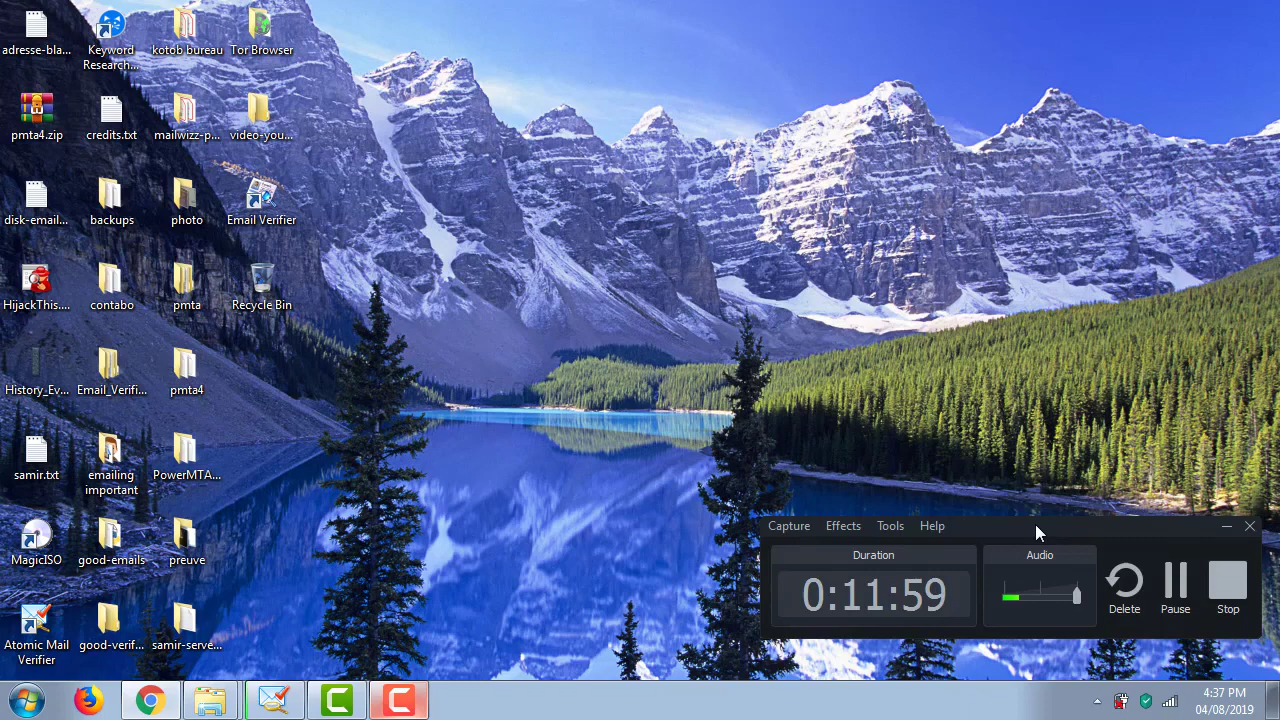 adresse-bla...
Keyword
Research...
kotob bureau
Tor Browser
pmta4.zip
credits.txt
mailwizz-p...
video-you...
disk-email...
backups
photo
Email Verifier
HijackThis....
contabo
pmta
Recycle Bin
History_Ev...
Email_Verifi...
pmta4
samir.txt
emailing
important
PowerMTA...
MagicISO
good-emails
preuve
Atomic Mail
Verifier
good-verif...
samir-serve...
Capture Effects Tools Help
Duration
Audio
0:11:59
Delete
Pause
Stop
4:37 PM
04/08/2019